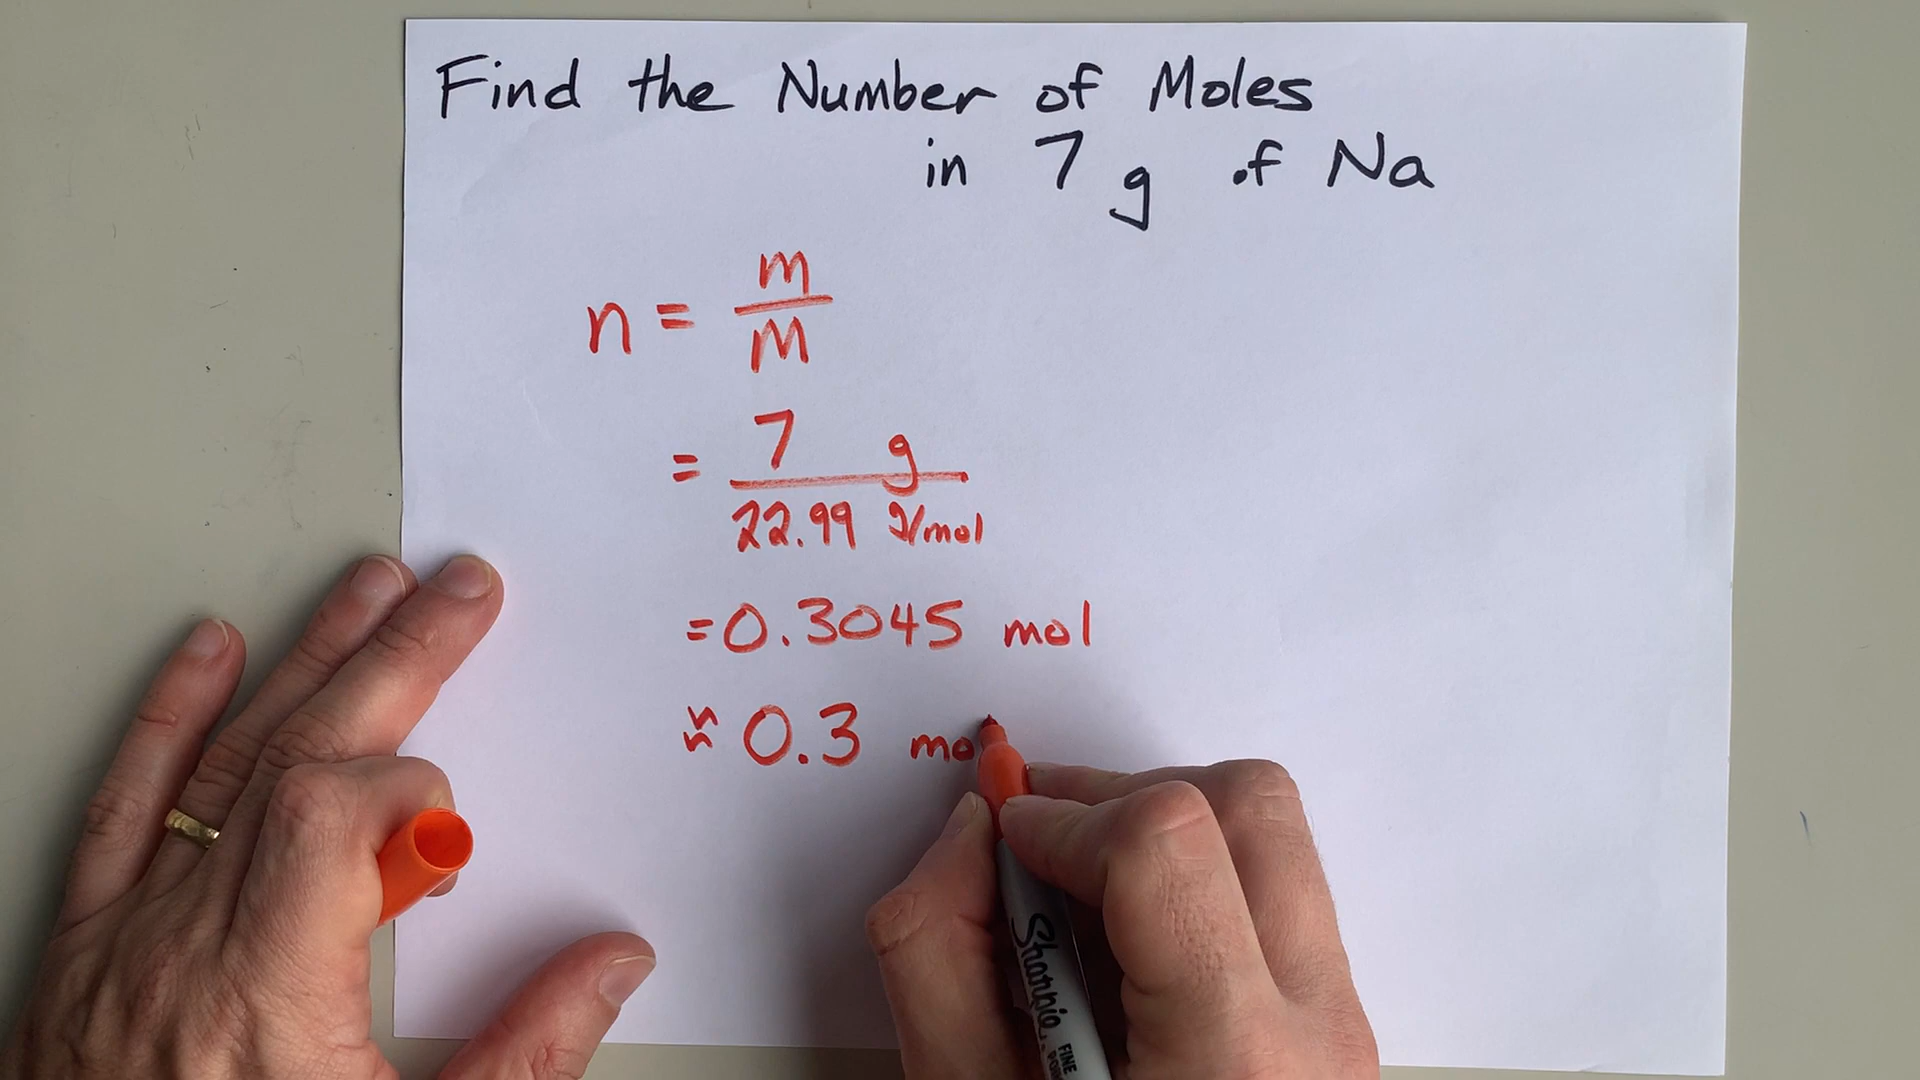 Find the Number of Moles
in 7 g of Na
n = m/M
= 7 g / 22.99 g/mol
= 0.3045 mol
≈ 0.3 mo
Sharpie
FINE